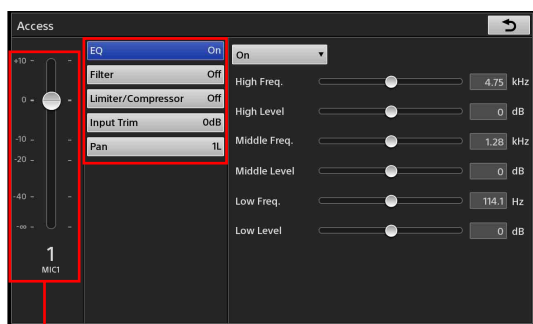 Access
+10
0
-10
-20
-40
-∞
1
MIC1
EQ On
Filter Off
Limiter/Compressor Off
Input Trim 0dB
Pan 1L
On
High Freq. 4.75 kHz
High Level 0 dB
Middle Freq. 1.28 kHz
Middle Level 0 dB
Low Freq. 114.1 Hz
Low Level 0 dB